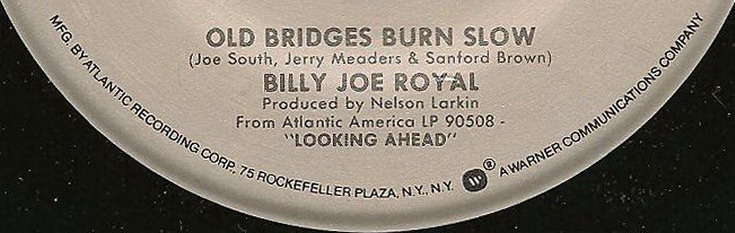 OLD BRIDGES BURN SLOW
(Joe South, Jerry Meaders & Sanford Brown)
BILLY JOE ROYAL
Produced by Nelson Larkin
From Atlantic America LP 90508 -
"LOOKING AHEAD"
MFG. BY ATLANTIC RECORDING CORP., 75 ROCKEFELLER PLAZA, N.Y., N.Y. ® A WARNER COMMUNICATIONS COMPANY